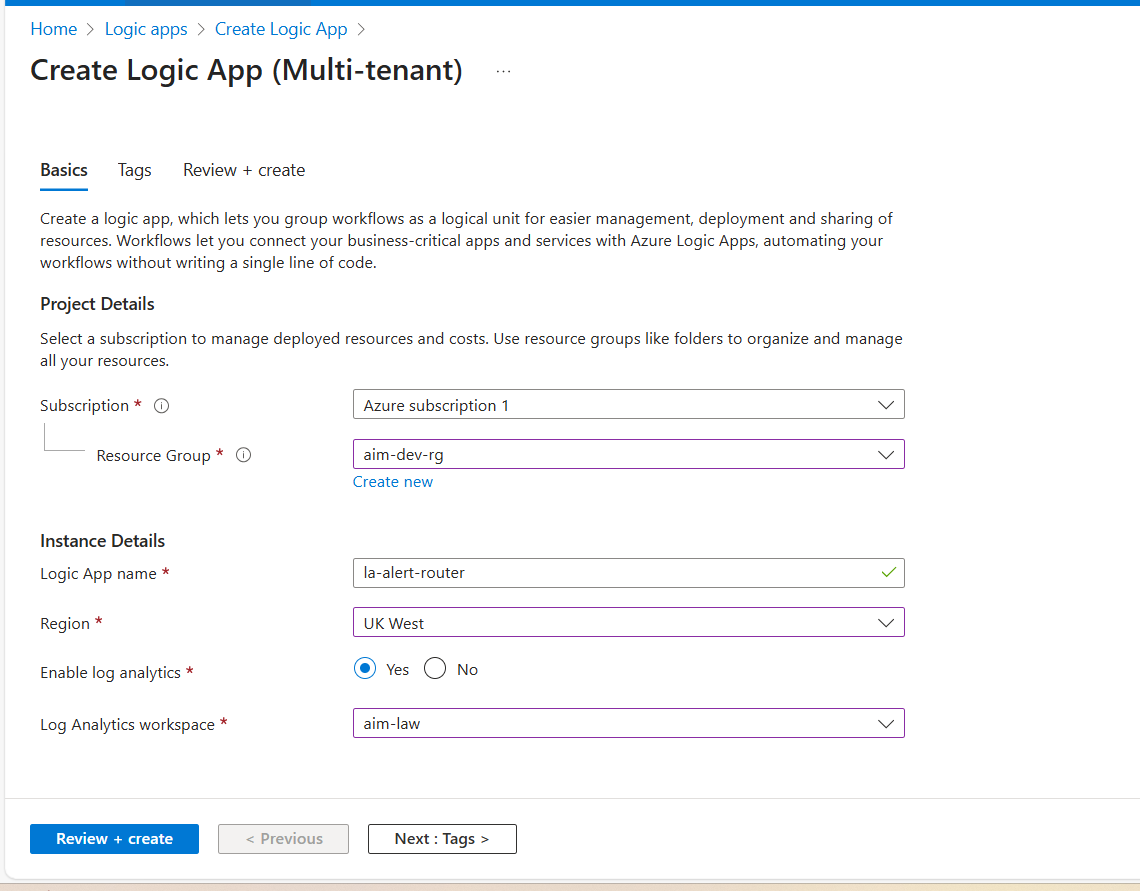 Home > Logic apps > Create Logic App >
Create Logic App (Multi-tenant) ...
Basics Tags Review + create
Create a logic app, which lets you group workflows as a logical unit for easier management, deployment and sharing of
resources. Workflows let you connect your business-critical apps and services with Azure Logic Apps, automating your
workflows without writing a single line of code.
Project Details
Select a subscription to manage deployed resources and costs. Use resource groups like folders to organize and manage
all your resources.
Subscription * Azure subscription 1
Resource Group * aim-dev-rg
Create new
Instance Details
Logic App name * la-alert-router
Region * UK West
Enable log analytics * Yes No
Log Analytics workspace * aim-law
Review + create < Previous Next : Tags >